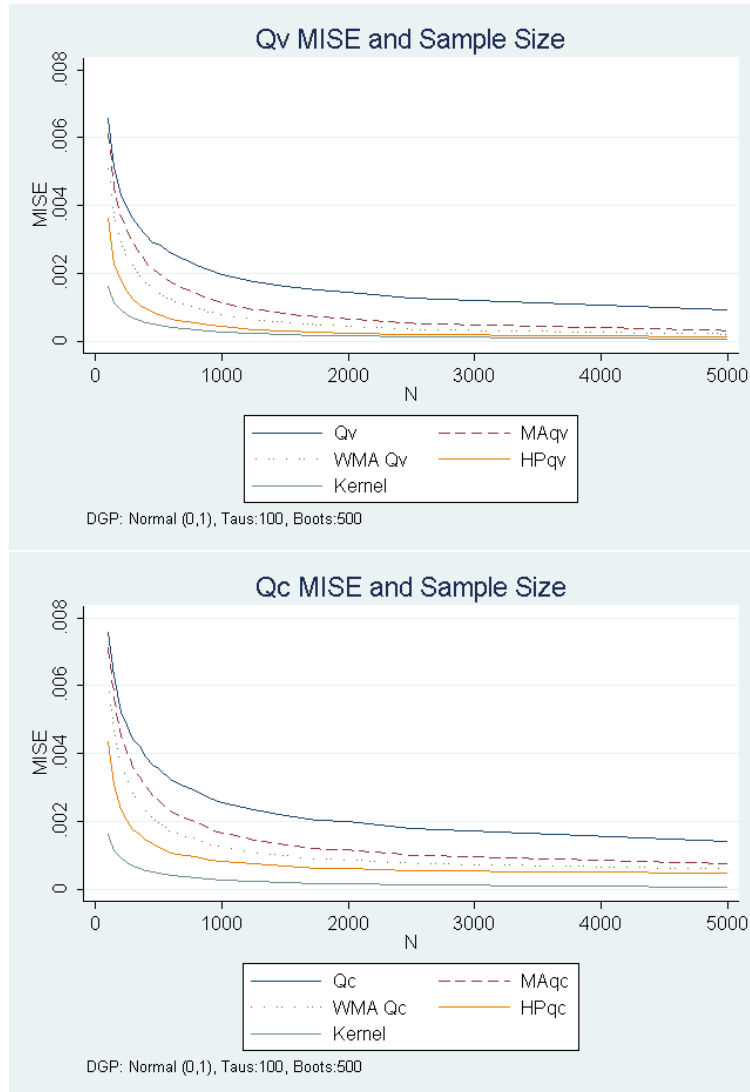 Qv MISE and Sample Size
.008
.006
.004
.002
0
MISE
0 1000 2000 3000 4000 5000
N
Qv MAqv
WMA Qv HPqv
Kernel
DGP: Normal (0,1), Taus:100, Boots:500
Qc MISE and Sample Size
.008
.006
.004
.002
0
MISE
0 1000 2000 3000 4000 5000
N
Qc MAqc
WMA Qc HPqc
Kernel
DGP: Normal (0,1), Taus:100, Boots:500